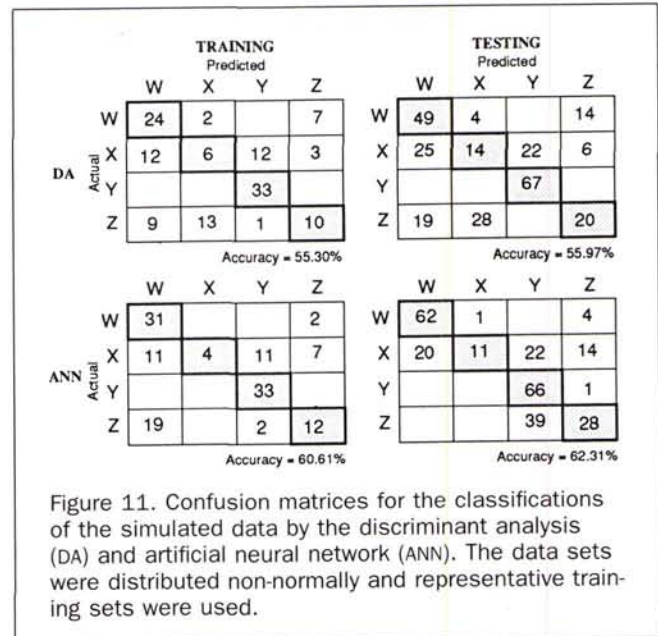 TRAINING
Predicted
W X Y Z
W 24 2 7
X 12 6 12 3
Y 33
Z 9 13 1 10
DA
Actual
Accuracy = 55.30%
TESTING
Predicted
W X Y Z
W 49 4 14
X 25 14 22 6
Y 67
Z 19 28 20
Accuracy = 55.97%
W X Y Z
W 31 2
X 11 4 11 7
Y 33
Z 19 2 12
ANN
Actual
Accuracy = 60.61%
W X Y Z
W 62 1 4
X 20 11 22 14
Y 66 1
Z 39 28
Accuracy = 62.31%
Figure 11. Confusion matrices for the classifications
of the simulated data by the discriminant analysis
(DA) and artificial neural network (ANN). The data sets
were distributed non-normally and representative train-
ing sets were used.